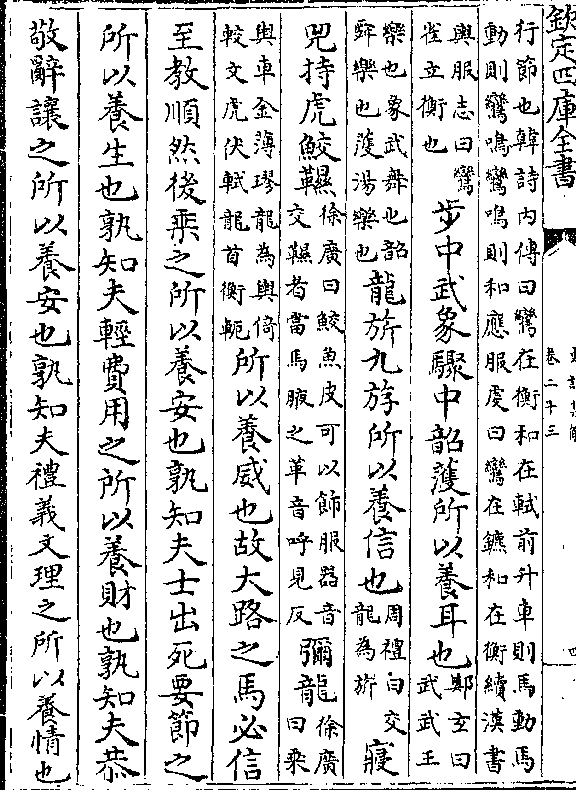 欽定四庫全書
卷二十三
四
行節也韓詩内傳曰鸞在衡和在軾前升車則馬動馬
動則鸞鳴鸞鳴則和應服虔曰鸞在鑣和在衡續漢書
輿服志曰鸞
雀立衡也
步中武象驟中韶濩所以養耳也
鄭玄曰
武武王
樂也象武舞也韶
舜樂也濩湯樂也
龍旂九斿所以養信也
周禮曰交
龍為旂
寢
兕持虎鮫韅
徐廣曰鮫魚皮可以飾服器音
交韅者當馬腋之革音呼見反
彌龍
徐廣
曰乗
輿車金薄璆龍為輿倚
較文虎伏軾龍首衡軛
所以養威也故大路之馬必信
至教順然後乗之所以養安也孰知夫士出死要節之
所以養生也孰知夫輕費用之所以養財也孰知夫恭
敬辭讓之所以養安也孰知夫禮義文理之所以養情也